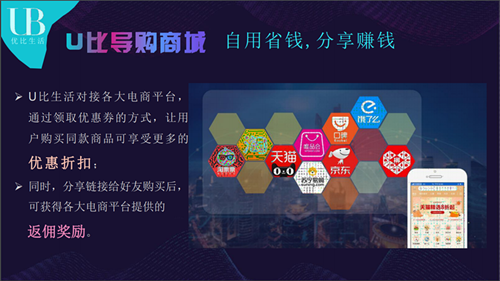 UB
优比生活
U比导购商城
自用省钱,分享赚钱
U比生活对接各大电商平台，
通过领取优惠券的方式，让用
户购买同款商品可享受更多的
优惠折扣；
同时，分享链接给好友购买后，
可获得各大电商平台提供的
返佣奖励。
饿了么
口碑
唯品会
天猫
京东
淘票票
苏宁易购
suning.com